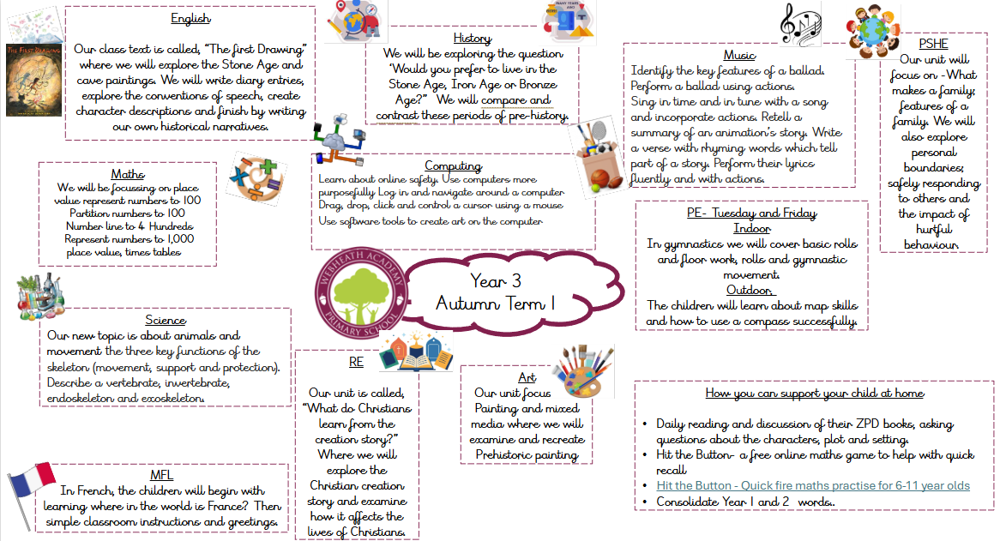 English
Our class text is called, “The first Drawing”
where we will explore the Stone Age and
cave paintings. We will write diary entries,
explore the conventions of speech, create
character descriptions and finish by writing
our own historical narratives.
THE FIRST DRAWING
History
We will be exploring the question
‘Would you prefer to live in the
Stone Age, Iron Age or Bronze
Age?” We will compare and
contrast these periods of pre-history.
MANY YEARS
AGO
Music
Identify the key features of a ballad.
Perform a ballad using actions.
Sing in time and in tune with a song
and incorporate actions. Retell a
summary of an animation’s story. Write
a verse with rhyming words which tell
part of a story. Perform their lyrics
fluently and with actions.
PSHE
Our unit will
focus on -What
makes a family;
features of a
family. We will
also explore
personal
boundaries;
safely responding
to others and
the impact of
hurtful
behaviour.
Maths
We will be focussing on place
value represent numbers to 100
Partition numbers to 100
Number line to 4 Hundreds
Represent numbers to 1,000
place value, times tables
Computing
Learn about online safety. Use computers more
purposefully Log in and navigate around a computer
Drag, drop, click and control a cursor using a mouse
Use software tools to create art on the computer
PE- Tuesday and Friday
Indoor
In gymnastics we will cover basic rolls
and floor work, rolls and gymnastic
movement.
Outdoor
The children will learn about map skills
and how to use a compass successfully.
WEBHEATH ACADEMY
PRIMARY SCHOOL
Year 3
Autumn Term 1
Science
Our new topic is about animals and
movement the three key functions of the
skeleton (movement, support and protection).
Describe a vertebrate, invertebrate,
endoskeleton and exoskeleton.
RE
Our unit is called,
“What do Christians
learn from the
creation story?”
Where we will
explore the
Christian creation
story and examine
how it affects the
lives of Christians.
Art
Our unit focus
Painting and mixed
media where we will
examine and recreate
Prehistoric painting
How you can support your child at home
• Daily reading and discussion of their ZPD books, asking
questions about the characters, plot and setting.
• Hit the Button- a free online maths game to help with quick
recall
• Hit the Button - Quick fire maths practise for 6-11 year olds
• Consolidate Year 1 and 2 words..
MFL
In French, the children will begin with
learning where in the world is France? Then
simple classroom instructions and greetings.